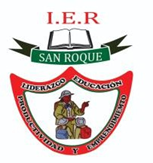 I.E.R
SAN ROQUE
LIDERAZGO EDUCACIÓN
PRODUCTIVIDAD Y EMPRENDIMIENTO